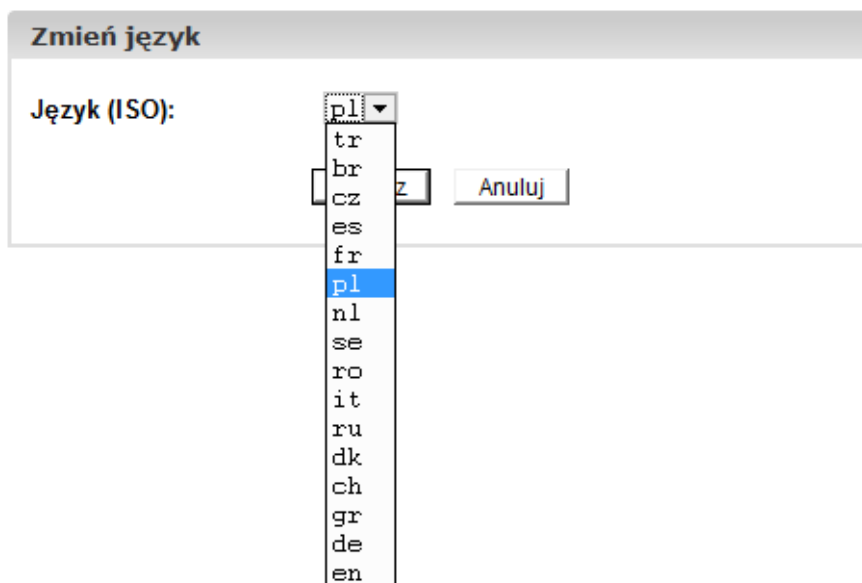 Zmień język
Język (ISO):
pl
tr
br
cz
es
fr
pl
nl
se
ro
it
ru
dk
ch
gr
de
en
Anuluj